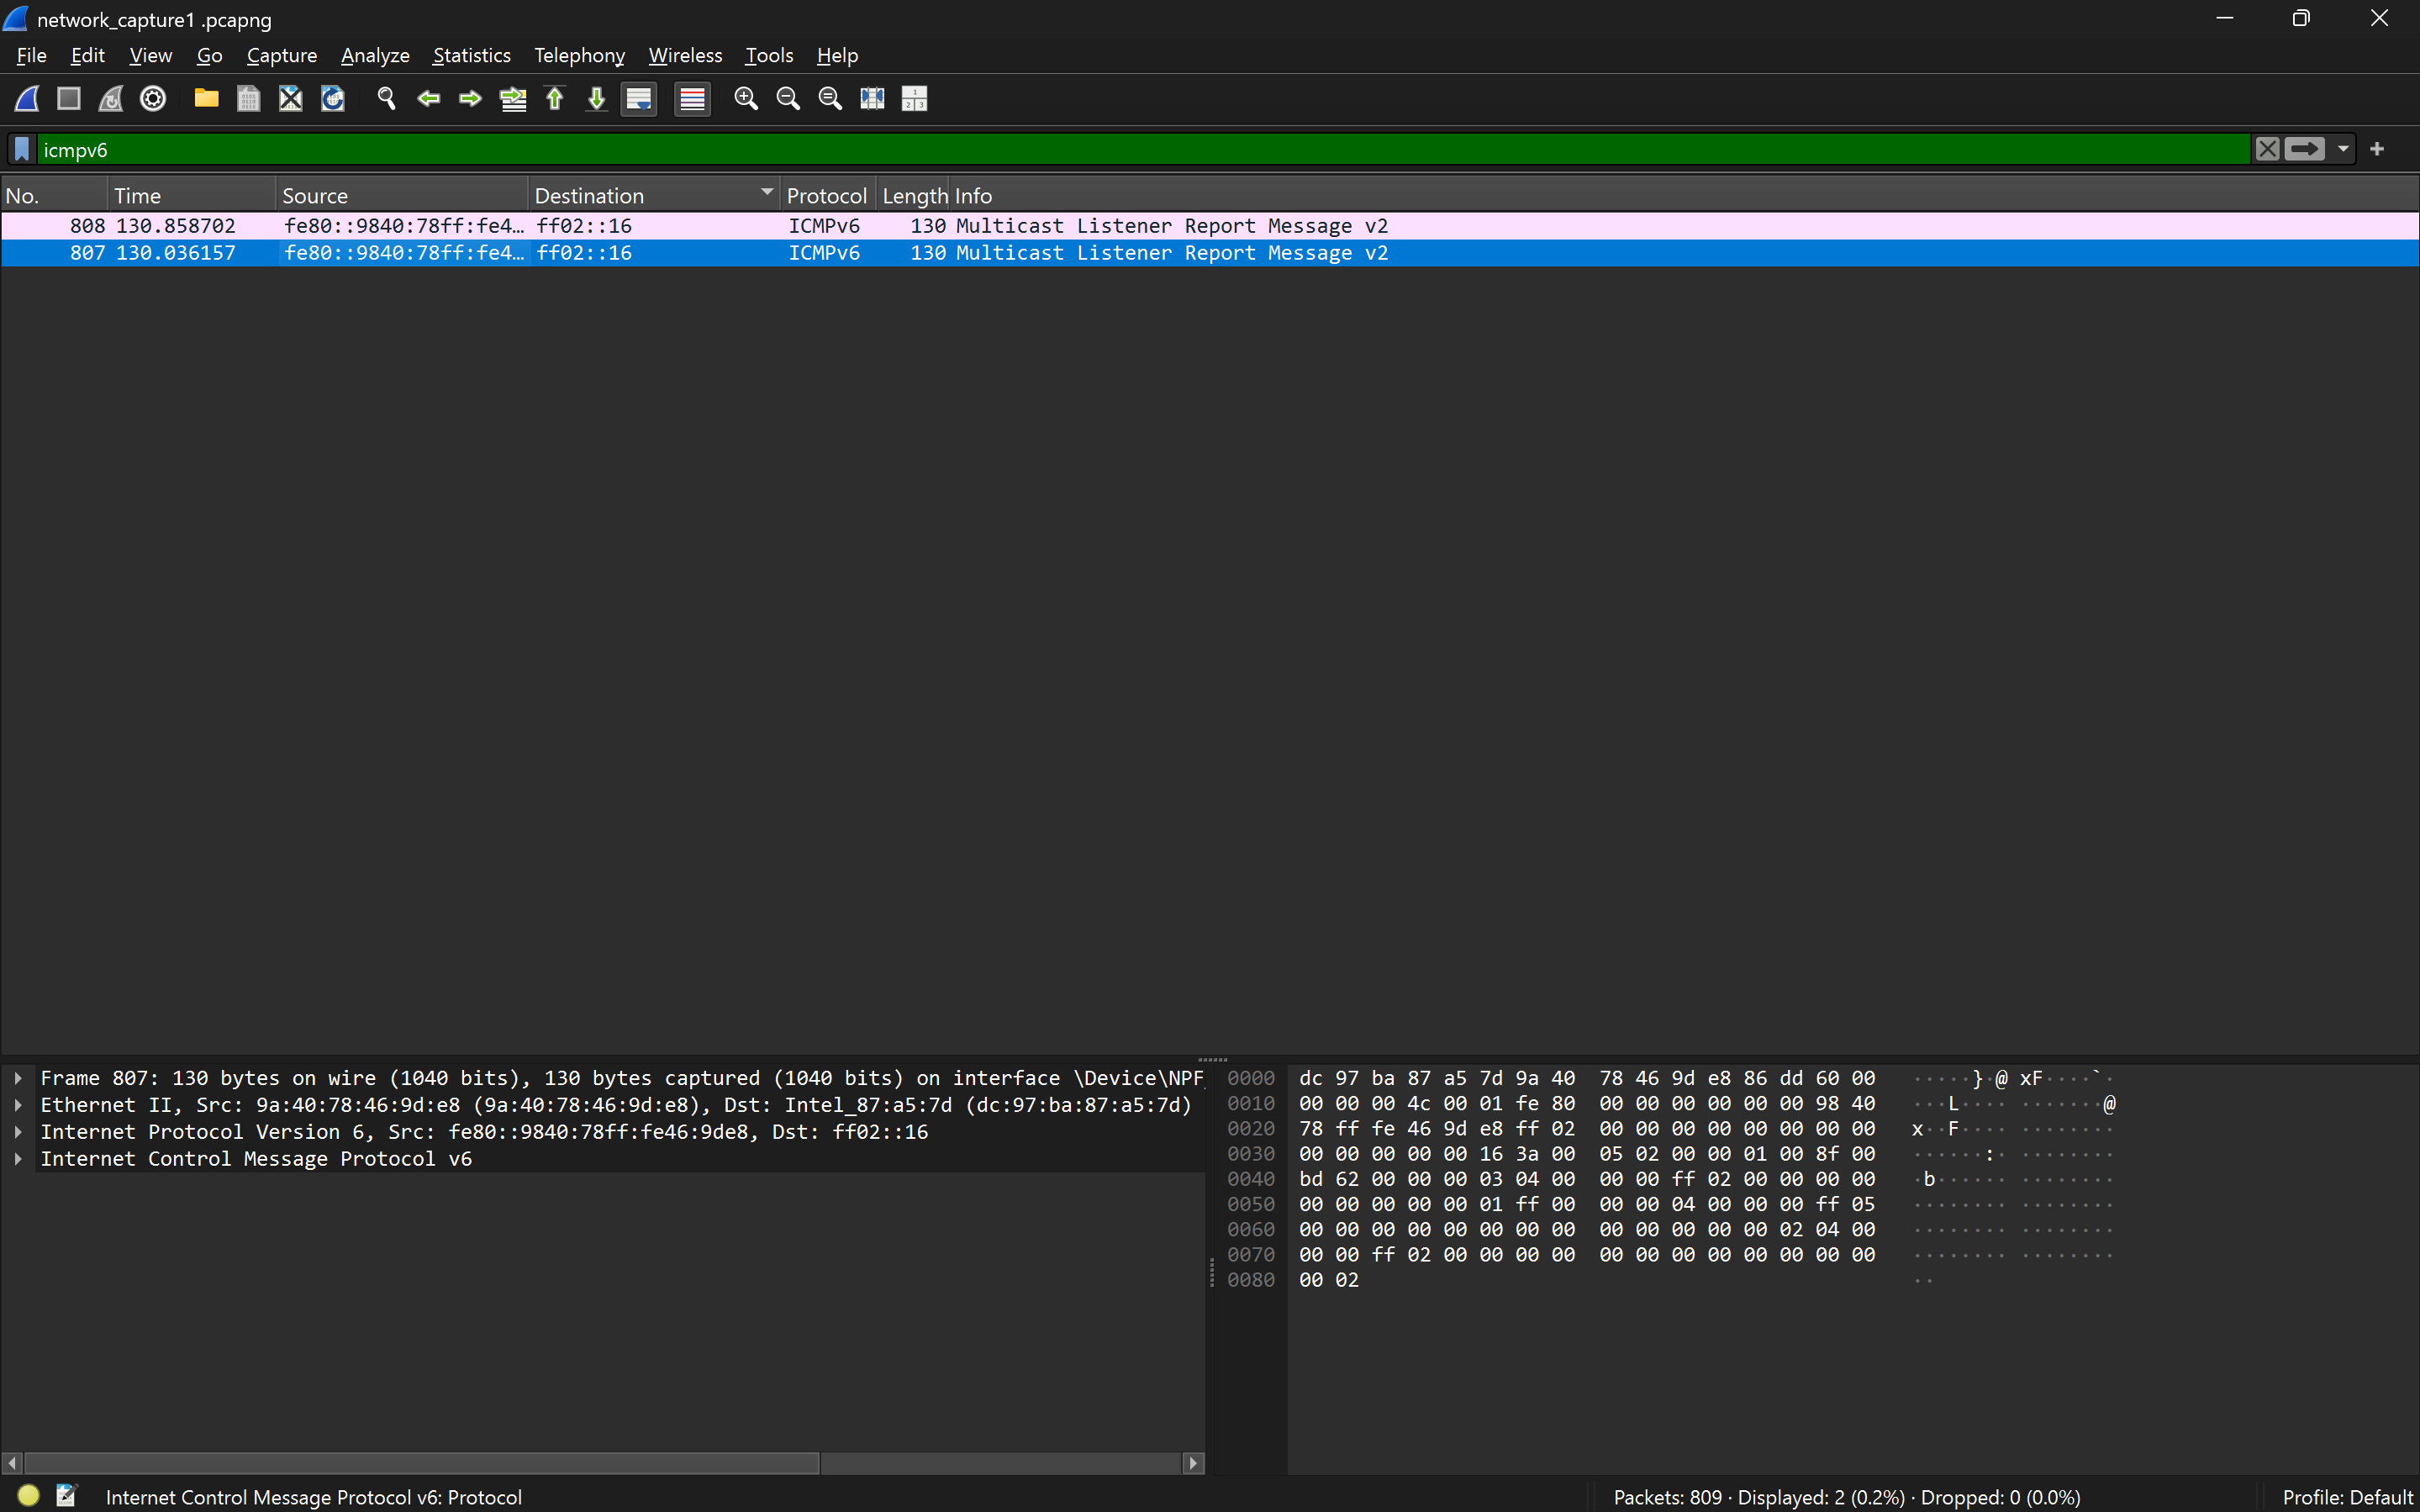 network_capture1 .pcapng
File Edit View Go Capture Analyze Statistics Telephony Wireless Tools Help
icmpv6
No. Time Source Destination Protocol Length Info
808 130.858702 fe80::9840:78ff:fe4… ff02::16 ICMPv6 130 Multicast Listener Report Message v2
807 130.036157 fe80::9840:78ff:fe4… ff02::16 ICMPv6 130 Multicast Listener Report Message v2
Frame 807: 130 bytes on wire (1040 bits), 130 bytes captured (1040 bits) on interface \Device\NPF_
Ethernet II, Src: 9a:40:78:46:9d:e8 (9a:40:78:46:9d:e8), Dst: Intel_87:a5:7d (dc:97:ba:87:a5:7d)
Internet Protocol Version 6, Src: fe80::9840:78ff:fe46:9de8, Dst: ff02::16
Internet Control Message Protocol v6
0000 dc 97 ba 87 a5 7d 9a 40 78 46 9d e8 86 dd 60 00 ·····}·@ xF····`·
0010 00 00 00 4c 00 01 fe 80 00 00 00 00 00 00 98 40 ···L···· ·······@
0020 78 ff fe 46 9d e8 ff 02 00 00 00 00 00 00 00 00 x··F···· ········
0030 00 00 00 00 00 16 3a 00 05 02 00 00 01 00 8f 00 ······:· ········
0040 bd 62 00 00 00 03 04 00 00 00 ff 02 00 00 00 00 ·b······ ········
0050 00 00 00 00 00 01 ff 00 00 00 04 00 00 00 ff 05 ········ ········
0060 00 00 00 00 00 00 00 00 00 00 00 00 00 02 04 00 ········ ········
0070 00 00 ff 02 00 00 00 00 00 00 00 00 00 00 00 00 ········ ········
0080 00 02 ··
Internet Control Message Protocol v6: Protocol
Packets: 809 · Displayed: 2 (0.2%) · Dropped: 0 (0.0%)
Profile: Default